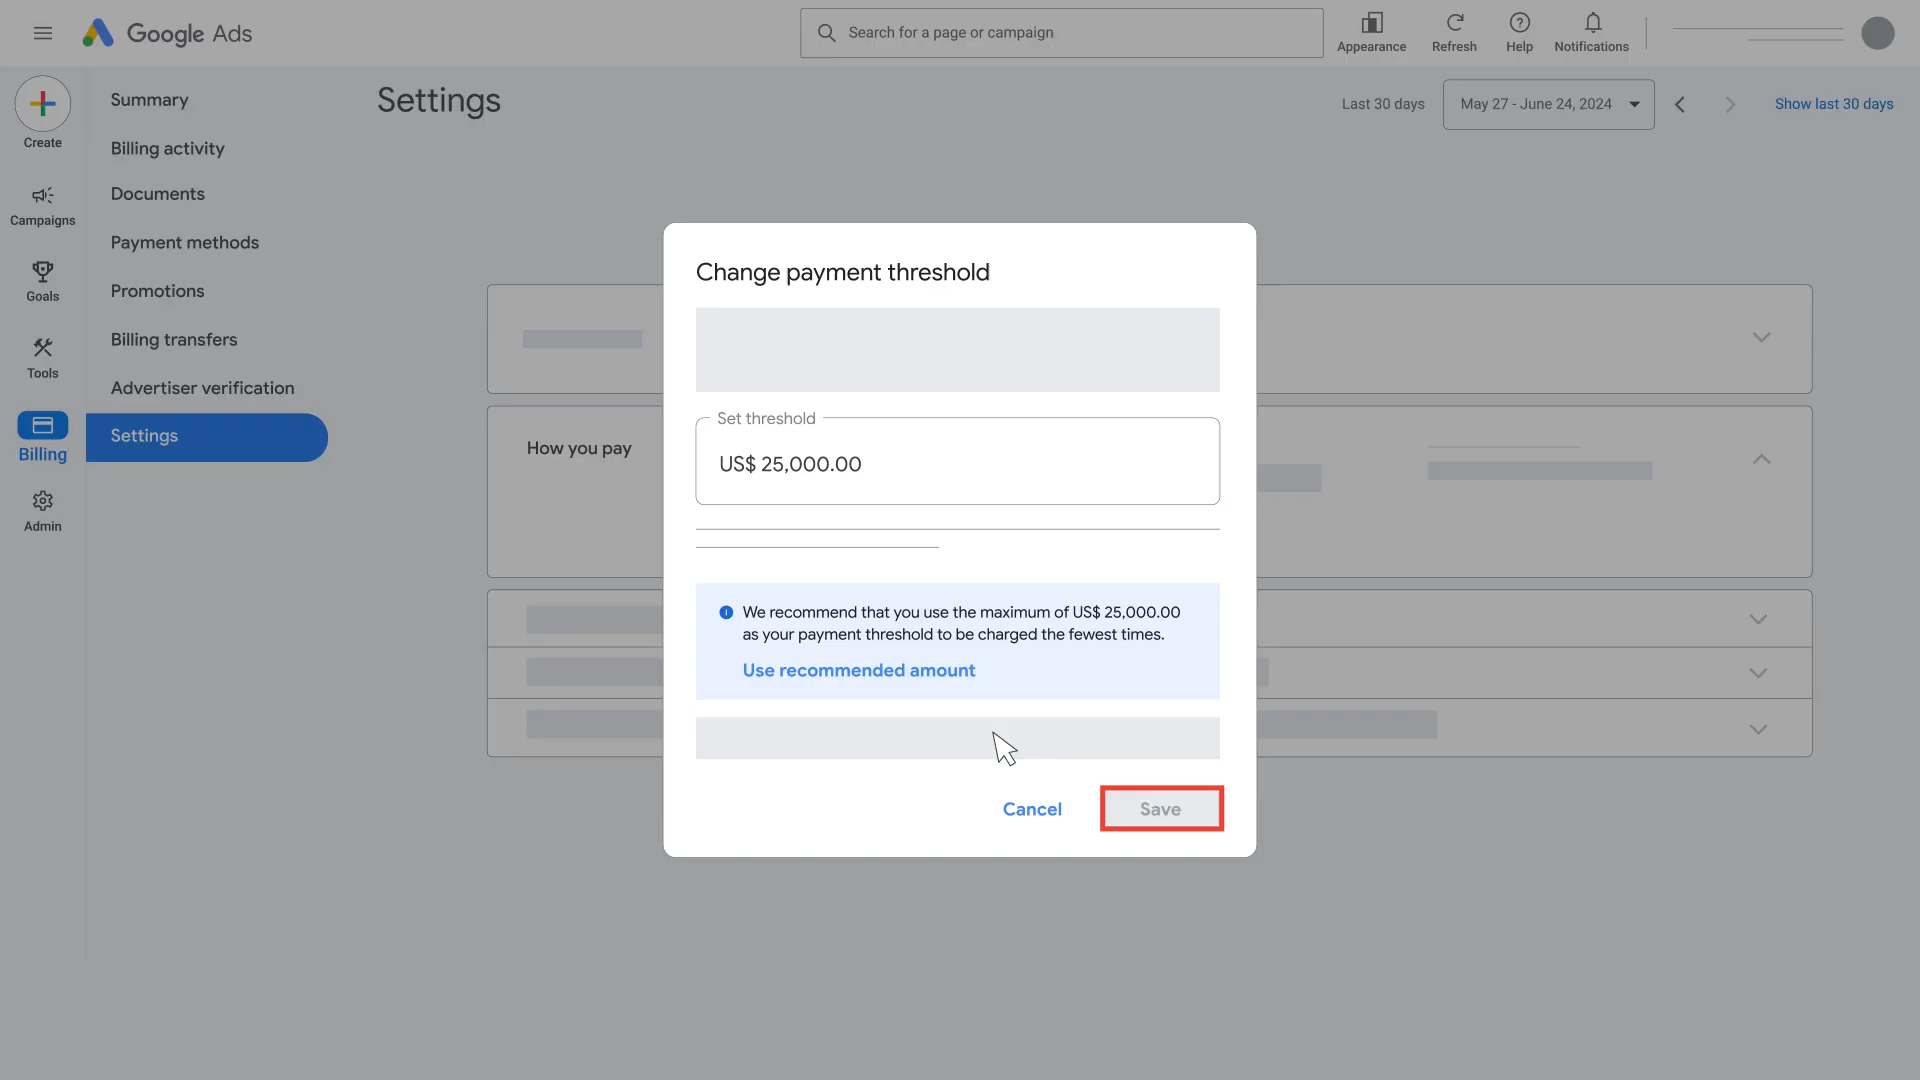 Google Ads
Search for a page or campaign
Appearance
Refresh
Help
Notifications
Create
Campaigns
Goals
Tools
Billing
Admin
Summary
Billing activity
Documents
Payment methods
Promotions
Billing transfers
Advertiser verification
Settings
Settings
Last 30 days
May 27 - June 24, 2024
Show last 30 days
How you pay
Change payment threshold
Set threshold
US$ 25,000.00
We recommend that you use the maximum of US$ 25,000.00
as your payment threshold to be charged the fewest times.
Use recommended amount
Cancel
Save